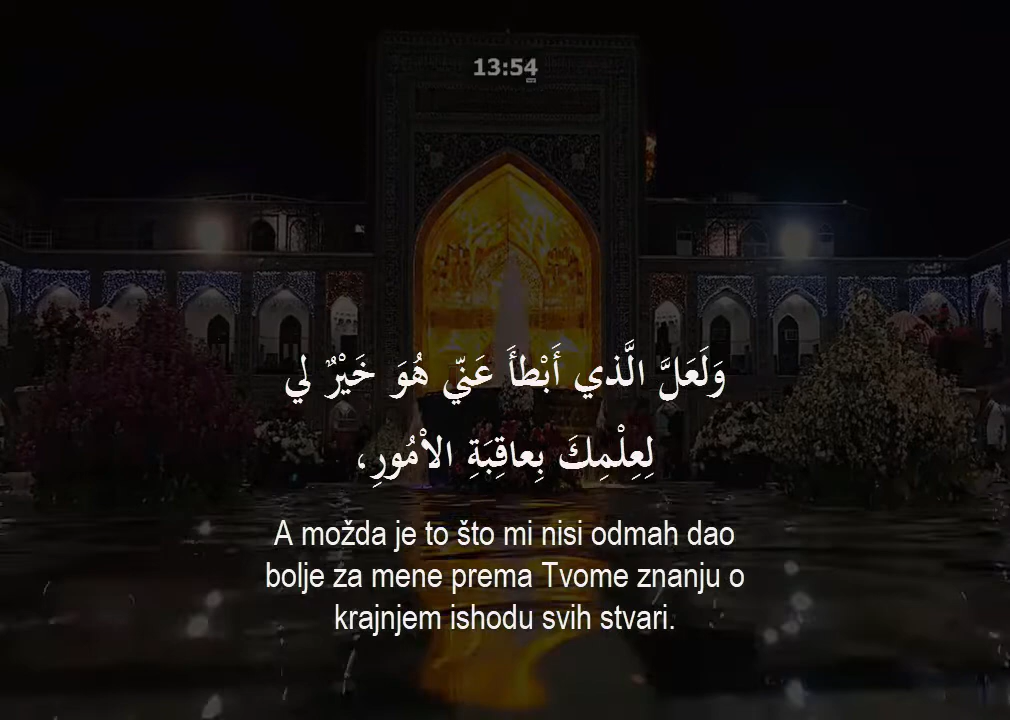 13:54
وَلَعَلَّ الَّذي أَبْطأَ عَنّي هُوَ خَيْرٌ لي
لِعِلْمِكَ بِعاقِبَةِ الاْمُورِ،
A možda je to što mi nisi odmah dao
bolje za mene prema Tvome znanju o
krajnjem ishodu svih stvari.